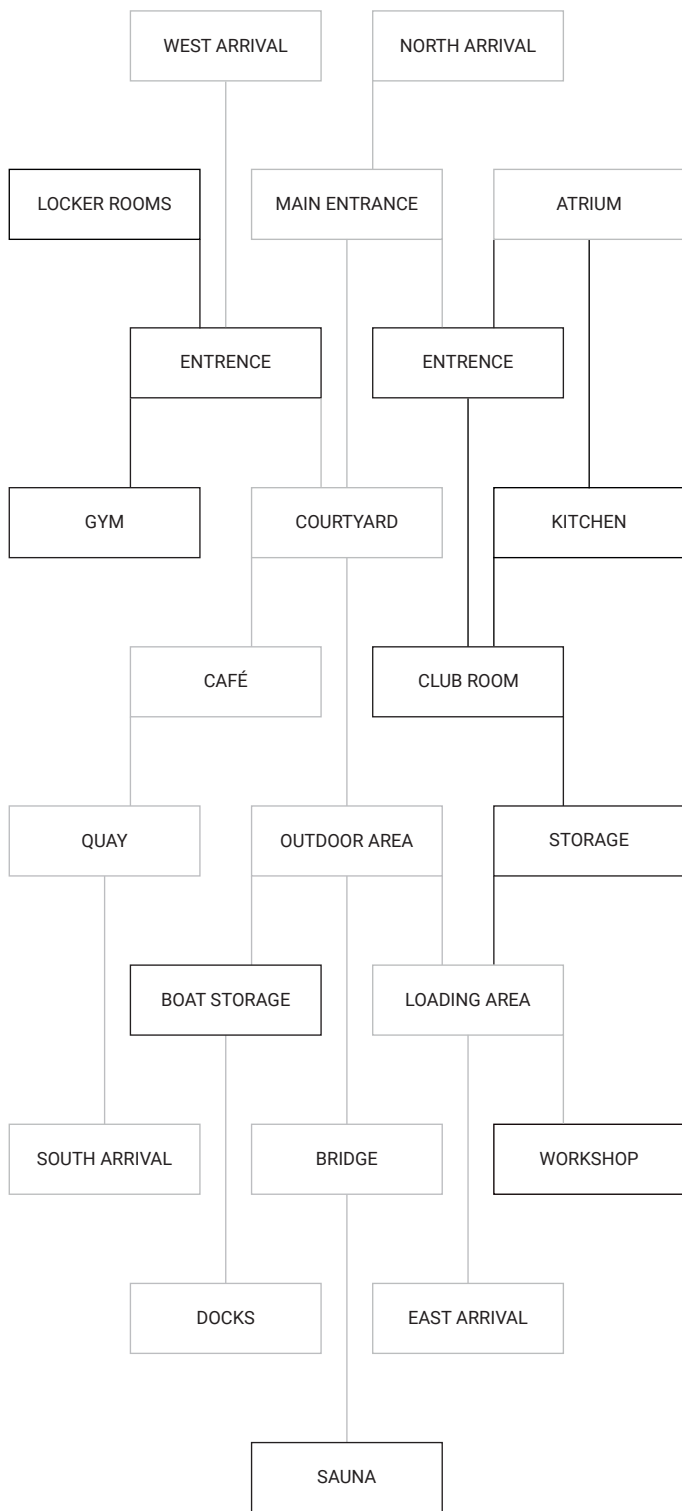 WEST ARRIVAL
NORTH ARRIVAL
LOCKER ROOMS
MAIN ENTRANCE
ATRIUM
ENTRENCE
ENTRENCE
GYM
COURTYARD
KITCHEN
CAFÉ
CLUB ROOM
QUAY
OUTDOOR AREA
STORAGE
BOAT STORAGE
LOADING AREA
SOUTH ARRIVAL
BRIDGE
WORKSHOP
DOCKS
EAST ARRIVAL
SAUNA